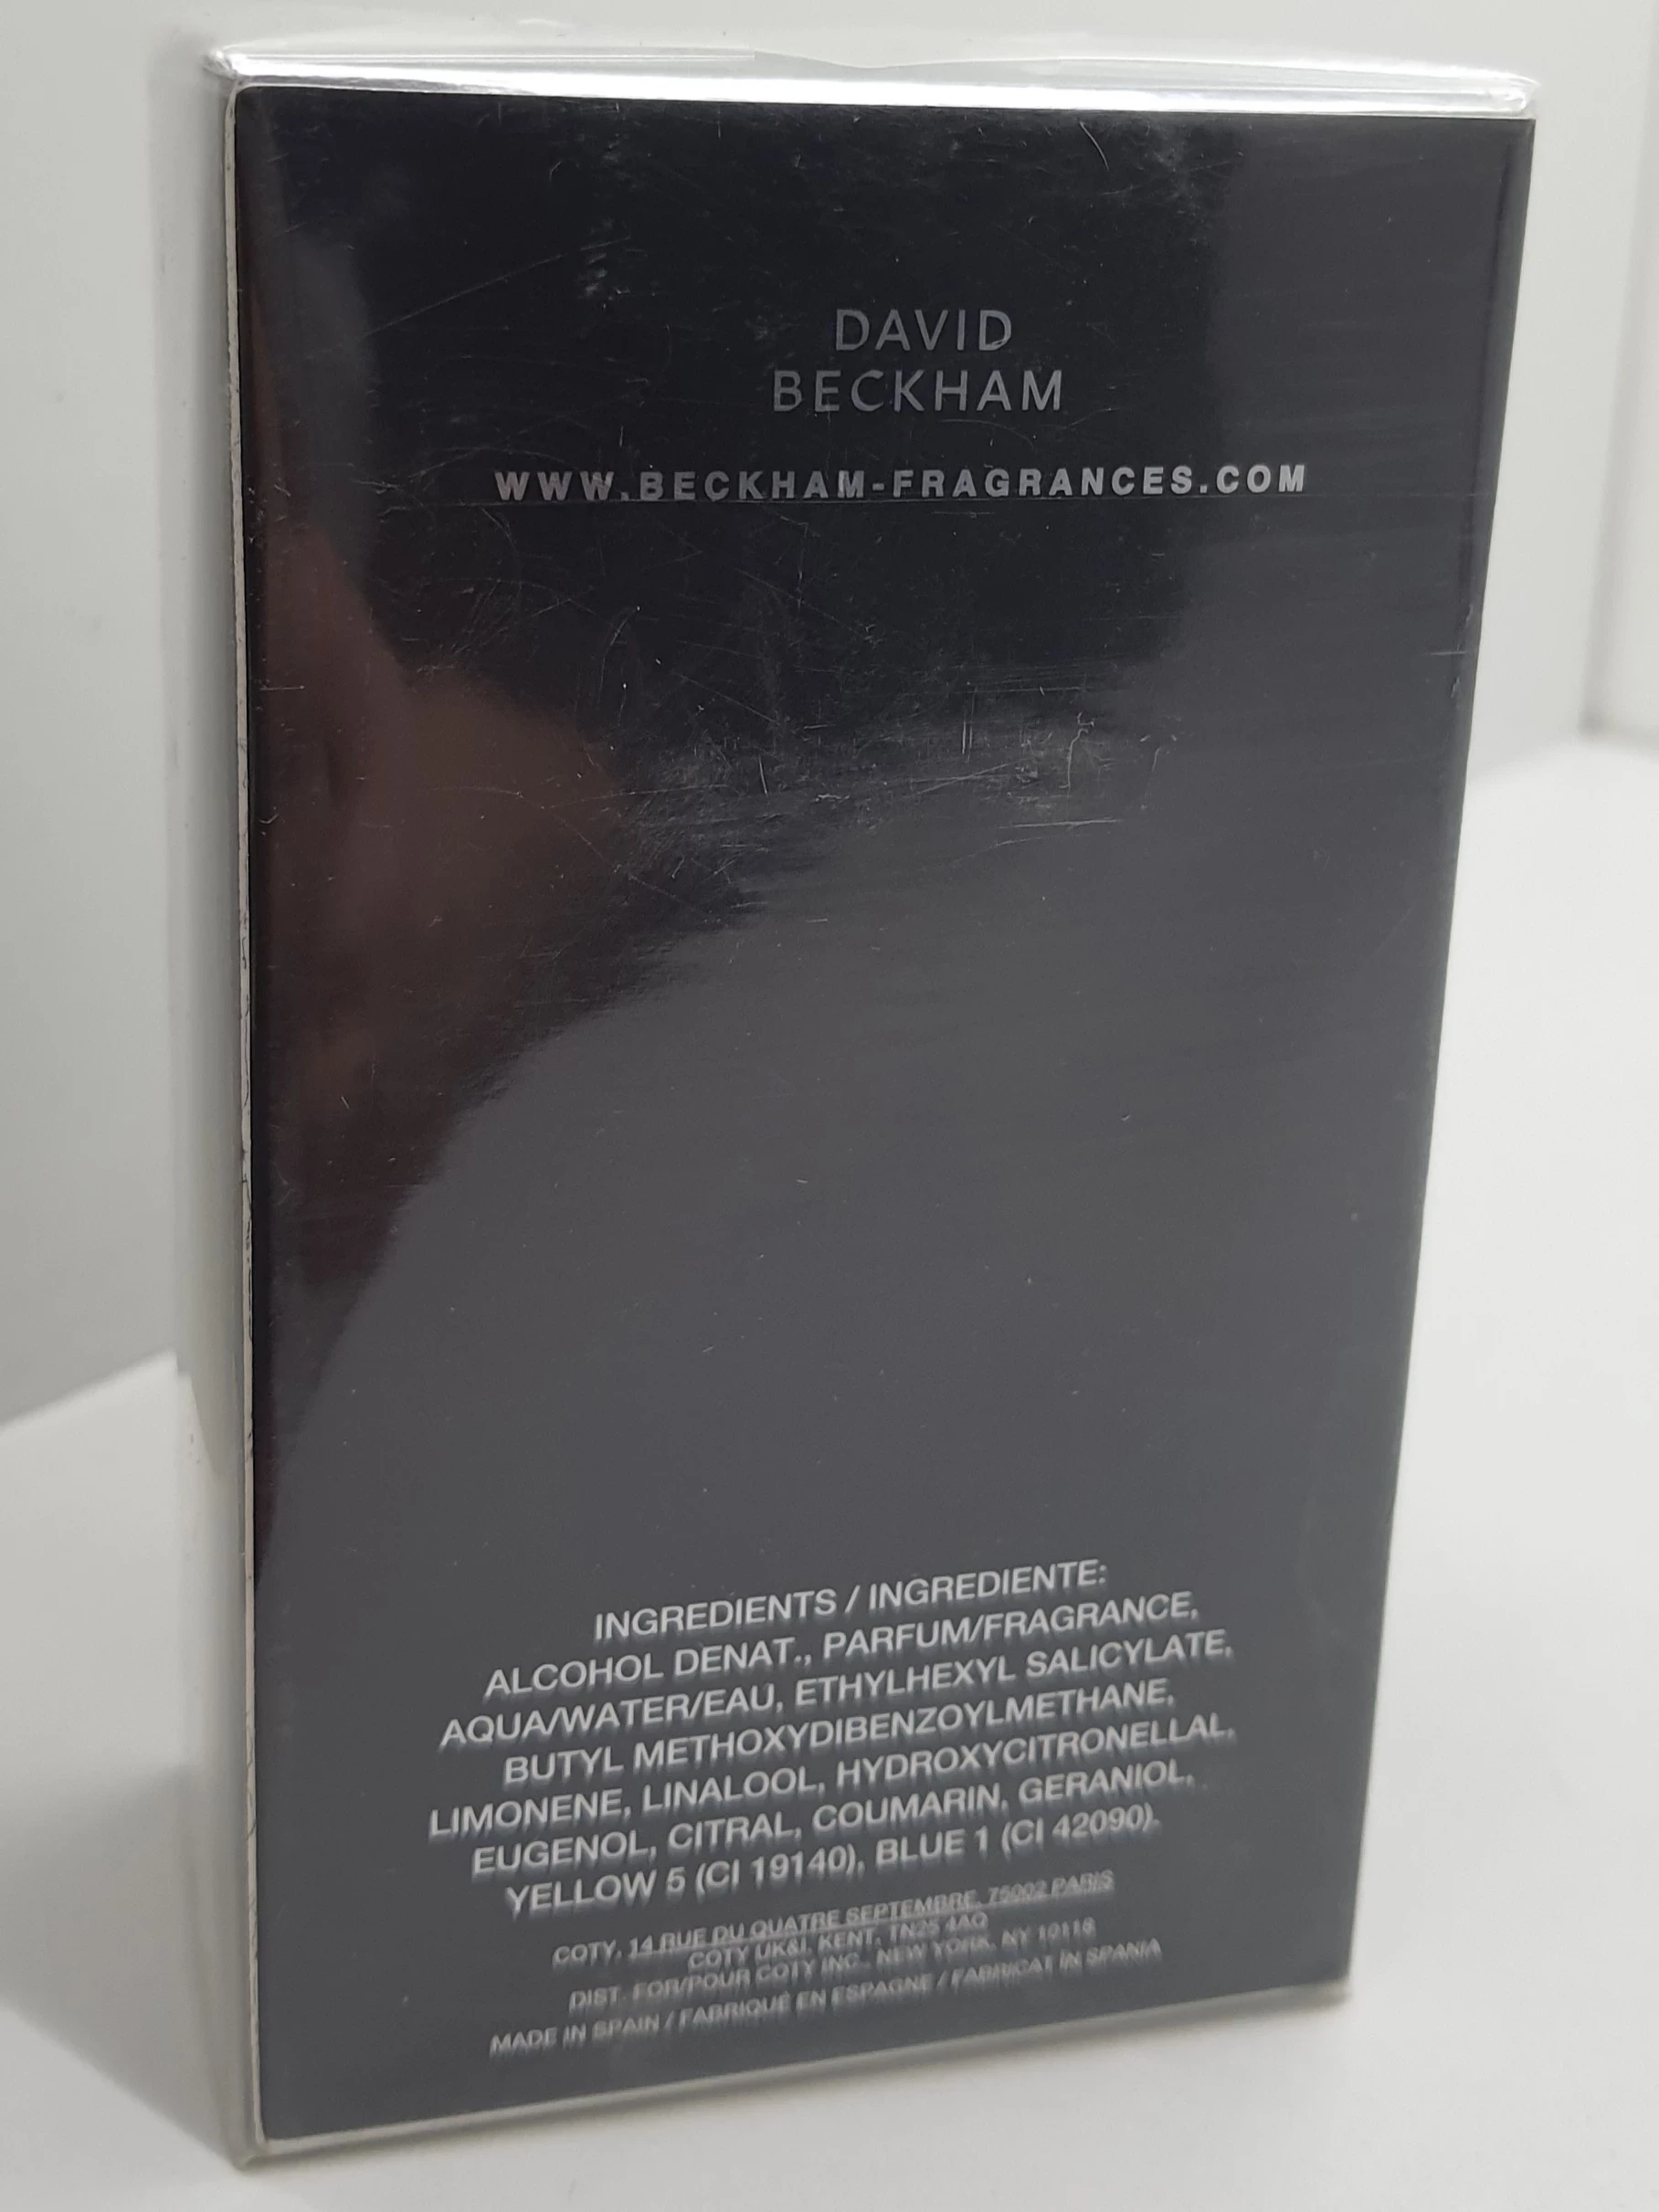 DAVID
BECKHAM
WWW.BECKHAM-FRAGRANCES.COM
INGREDIENTS / INGREDIENTE:
ALCOHOL DENAT., PARFUM/FRAGRANCE,
AQUA/WATER/EAU, ETHYLHEXYL SALICYLATE,
BUTYL METHOXYDIBENZOYLMETHANE,
LIMONENE, LINALOOL, HYDROXYCITRONELLAL,
EUGENOL, CITRAL, COUMARIN, GERANIOL,
YELLOW 5 (CI 19140), BLUE 1 (CI 42090).
COTY, 14 RUE DU QUATRE SEPTEMBRE, 75002 PARIS
COTY UK&I, KENT, TN25 4AQ
DIST. FOR/POUR COTY INC., NEW YORK, NY 10118
MADE IN SPAIN / FABRIQUÉ EN ESPAGNE / FABRICAT ÎN SPANIA